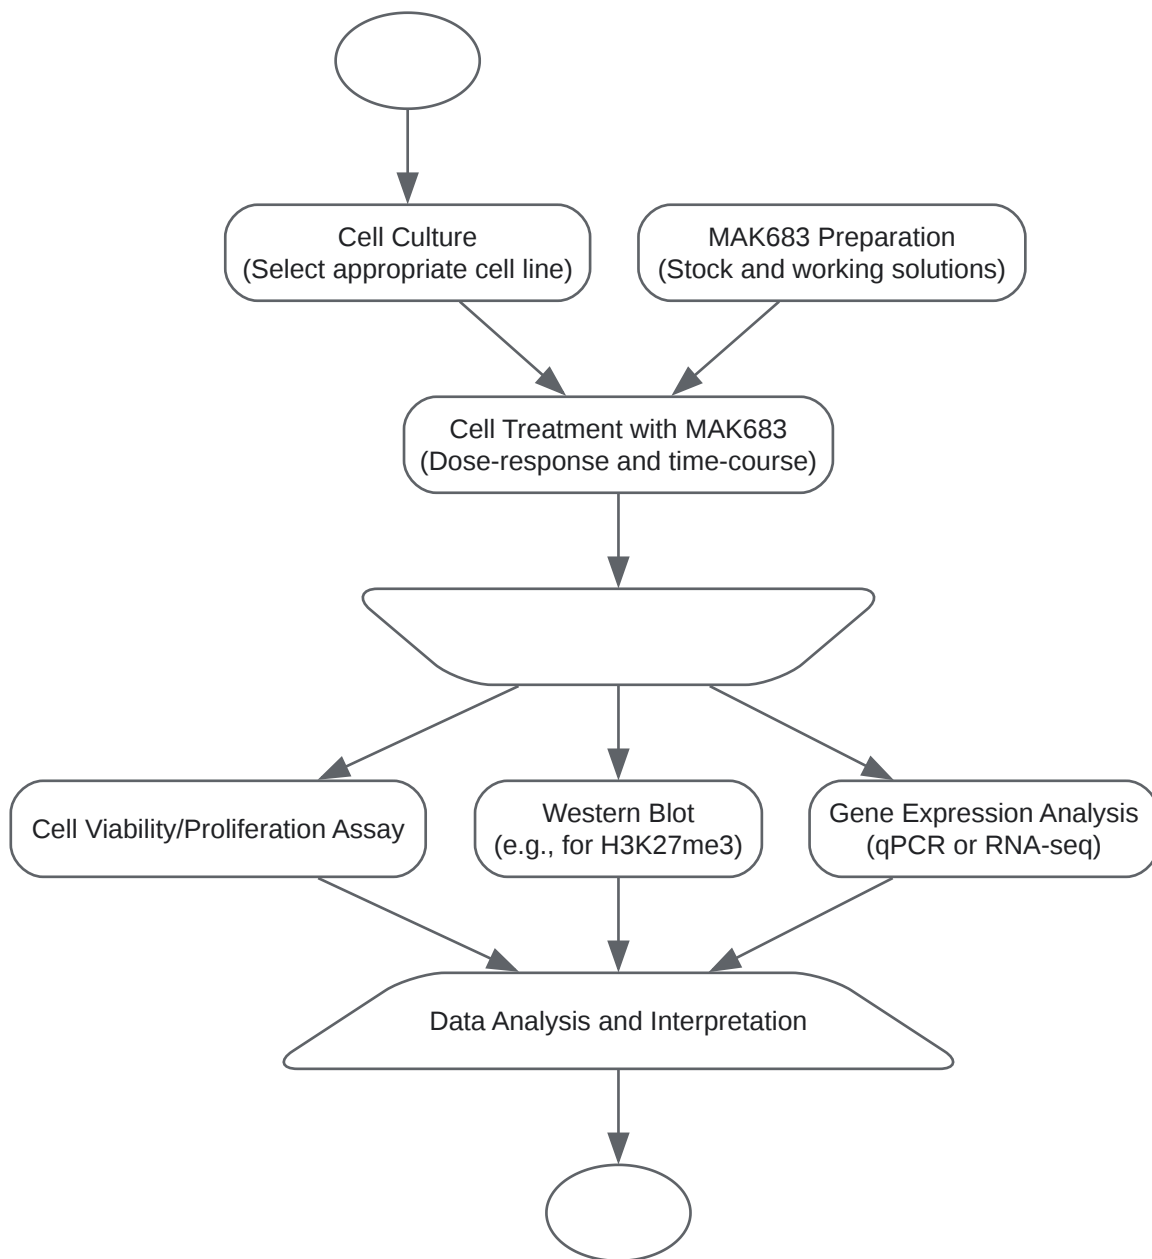 Cell Culture
(Select appropriate cell line)
MAK683 Preparation
(Stock and working solutions)
Cell Treatment with MAK683
(Dose-response and time-course)
Cell Viability/Proliferation Assay
Western Blot
(e.g., for H3K27me3)
Gene Expression Analysis
(qPCR or RNA-seq)
Data Analysis and Interpretation